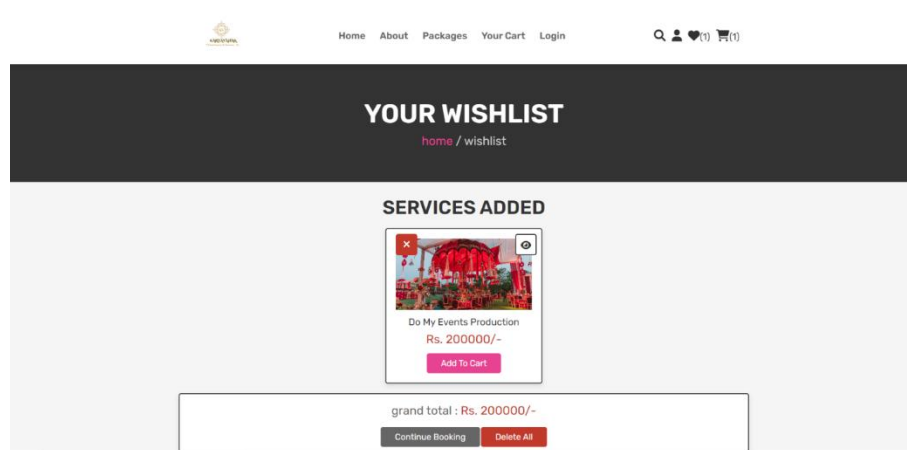 Home About Packages Your Cart Login (1) (1)
YOUR WISHLIST
home / wishlist
SERVICES ADDED
Do My Events Production
Rs. 200000/-
Add To Cart
grand total : Rs. 200000/-
Continue Booking Delete All